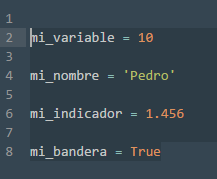 1
2 mi_variable = 10
3
4 mi_nombre = 'Pedro'
5
6 mi_indicador = 1.456
7
8 mi_bandera = True